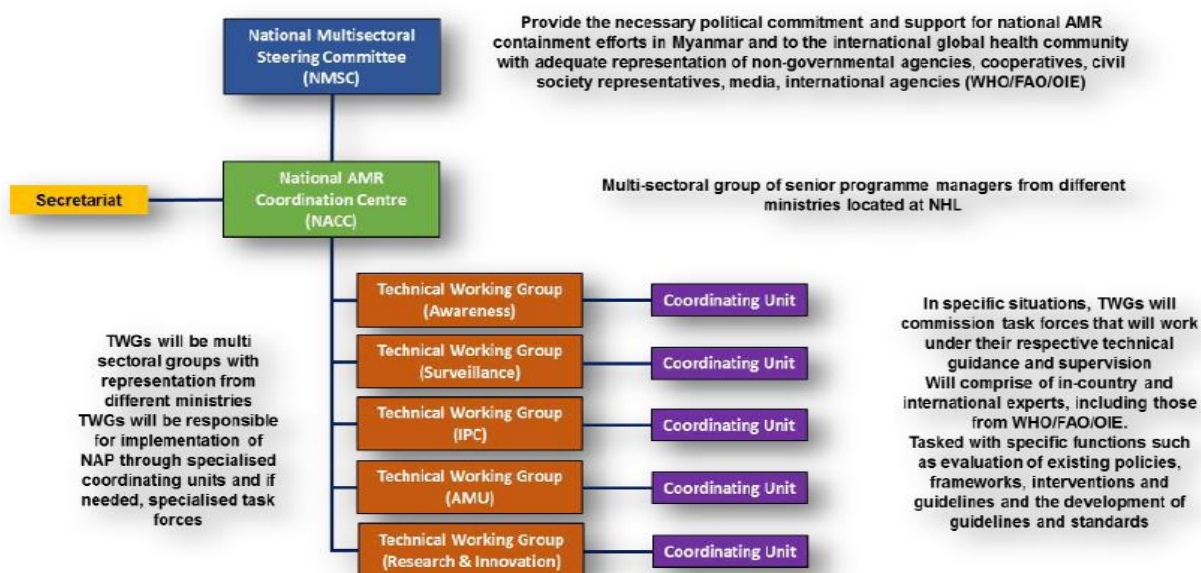 National Multisectoral
Steering Committee
(NMSC)
Provide the necessary political commitment and support for national AMR
containment efforts in Myanmar and to the international global health community
with adequate representation of non-governmental agencies, cooperatives, civil
society representatives, media, international agencies (WHO/FAO/OIE)
Secretariat
National AMR
Coordination Centre
(NACC)
Multi-sectoral group of senior programme managers from different
ministries located at NHL
TWGs will be multi
sectoral groups with
representation from
different ministries
TWGs will be responsible
for implementation of
NAP through specialised
coordinating units and if
needed, specialised task
forces
Technical Working Group
(Awareness)
Coordinating Unit
Technical Working Group
(Surveillance)
Coordinating Unit
Technical Working Group
(IPC)
Coordinating Unit
Technical Working Group
(AMU)
Coordinating Unit
Technical Working Group
(Research & Innovation)
Coordinating Unit
In specific situations, TWGs will
commission task forces that will work
under their respective technical
guidance and supervision
Will comprise of in-country and
international experts, including those
from WHO/FAO/OIE.
Tasked with specific functions such
as evaluation of existing policies,
frameworks, interventions and
guidelines and the development of
guidelines and standards